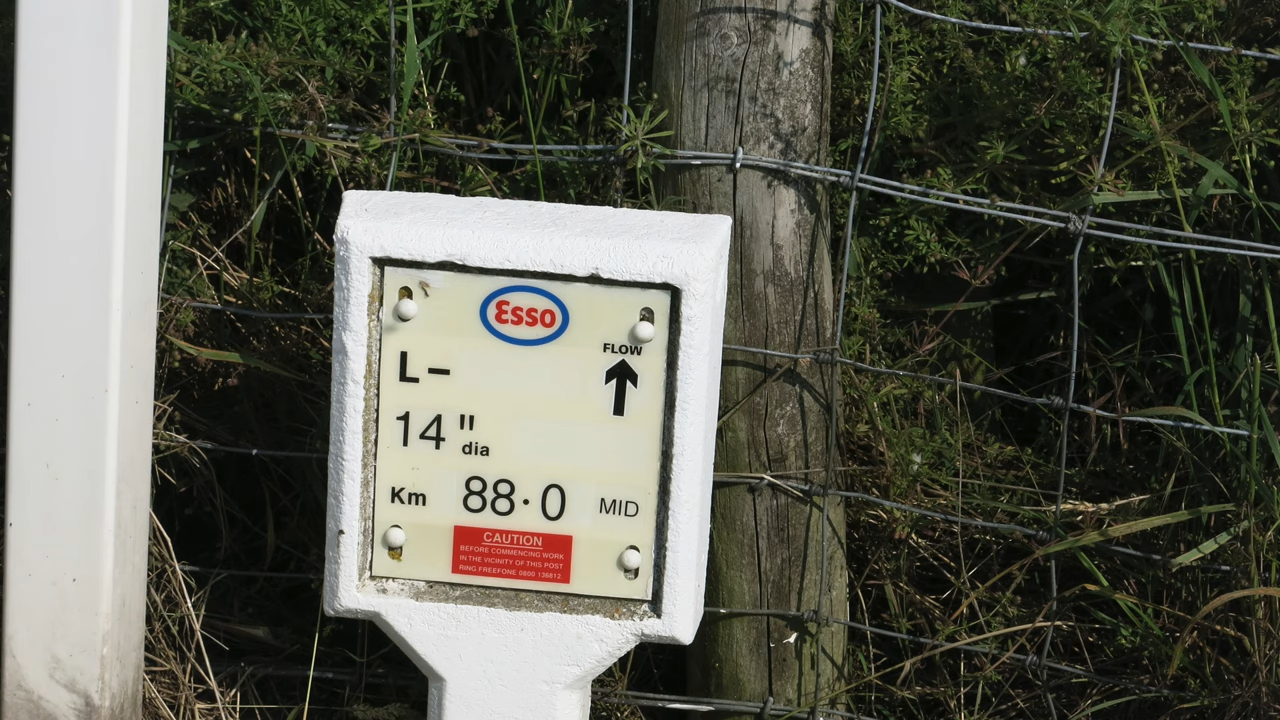 Esso
FLOW
L-
14" dia
Km 88·0 MID
CAUTION
BEFORE COMMENCING WORK
IN THE VICINITY OF THIS POST
RING FREEFONE 0800 136812